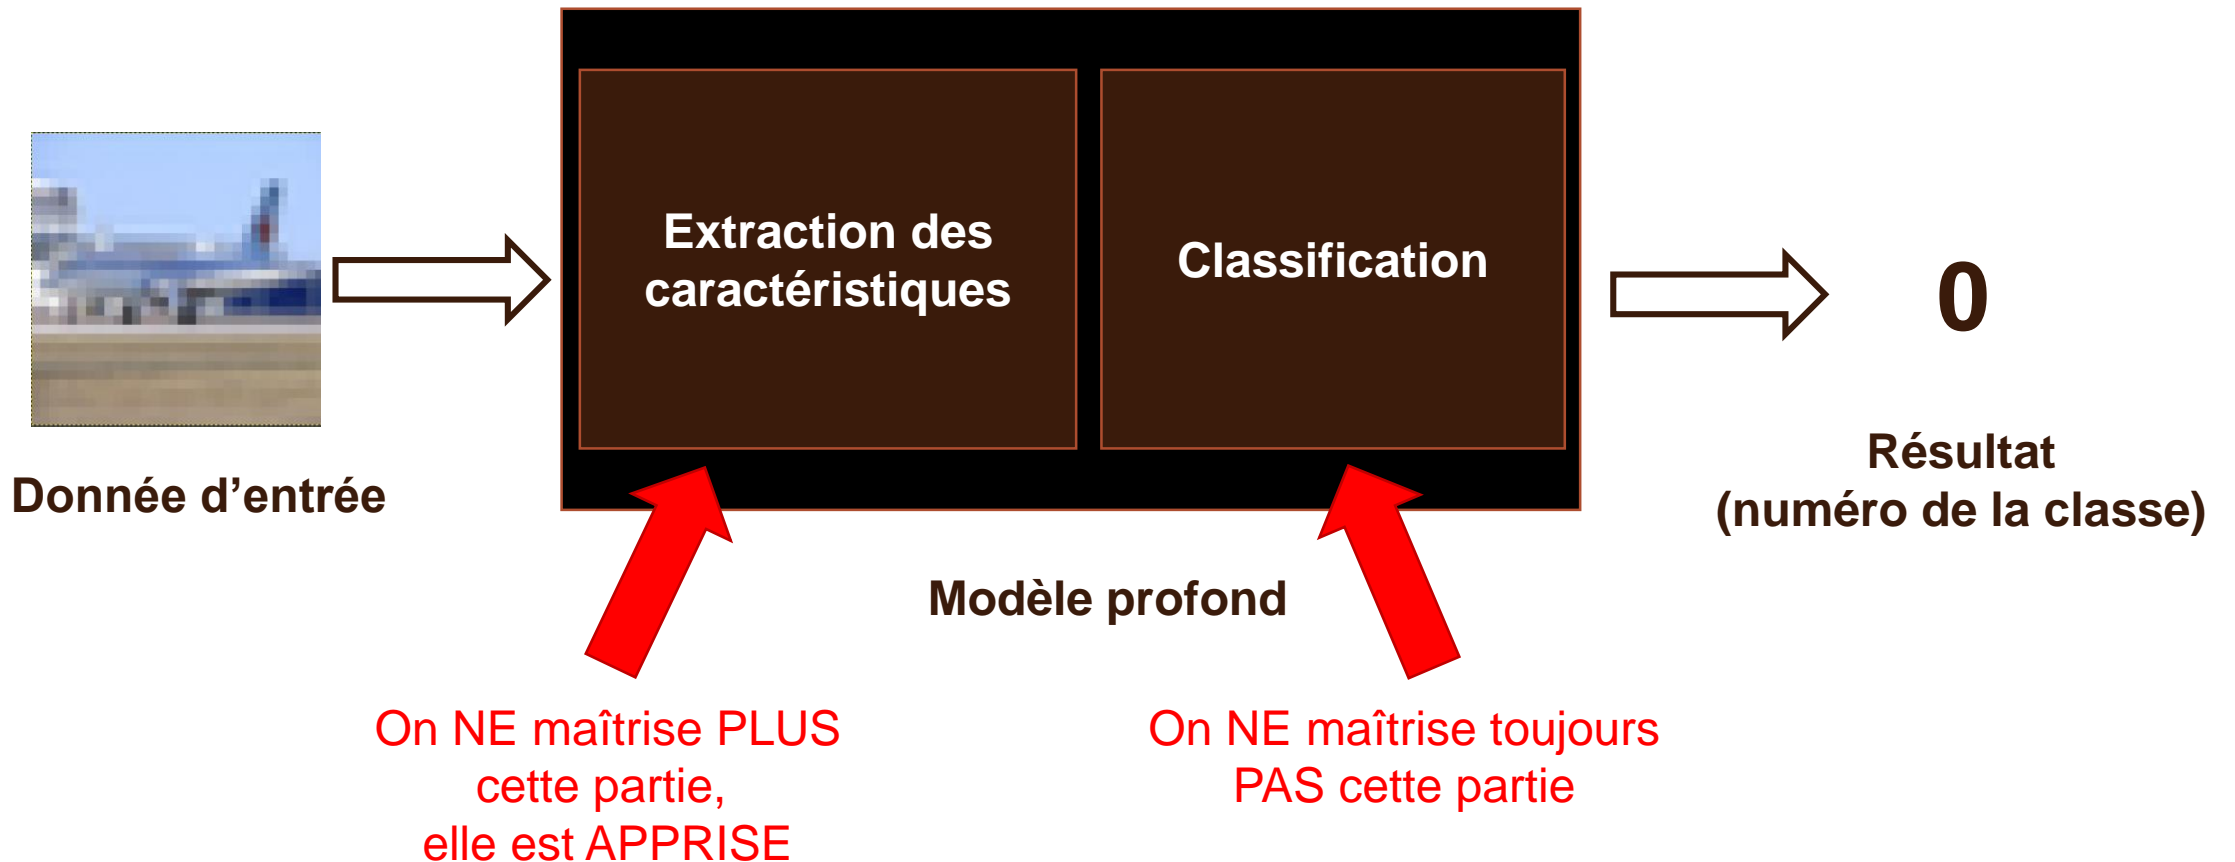 Extraction des
caractéristiques
Classification
0
Donnée d’entrée
Résultat
(numéro de la classe)
Modèle profond
On NE maîtrise PLUS
cette partie,
elle est APPRISE
On NE maîtrise toujours
PAS cette partie